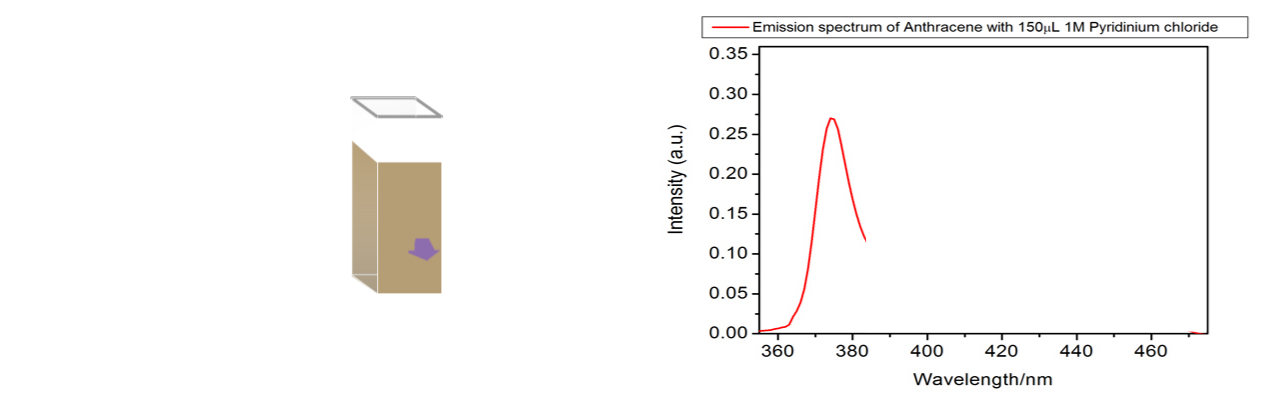 Emission spectrum of Anthracene with 150μL 1M Pyridinium chloride
0.35
0.30
0.25
0.20
0.15
0.10
0.05
0.00
Intensity (a.u.)
360 380 400 420 440 460
Wavelength/nm